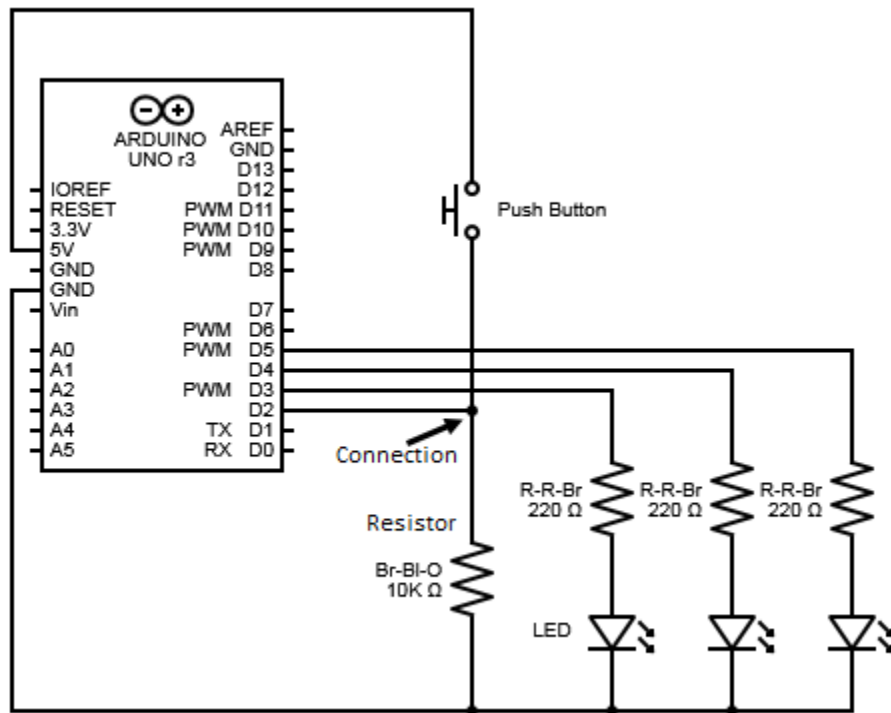 ARDUINO
UNO r3
AREF
GND
D13
IOREF
D12
RESET
PWM D11
3.3V
PWM D10
5V
PWM D9
GND
D8
GND
Vin
D7
PWM D6
A0
PWM D5
A1
D4
A2
PWM D3
A3
D2
A4
TX D1
A5
RX D0
Push Button
Connection
Resistor
Br-Bl-O
10K Ω
R-R-Br
220 Ω
R-R-Br
220 Ω
R-R-Br
220 Ω
LED